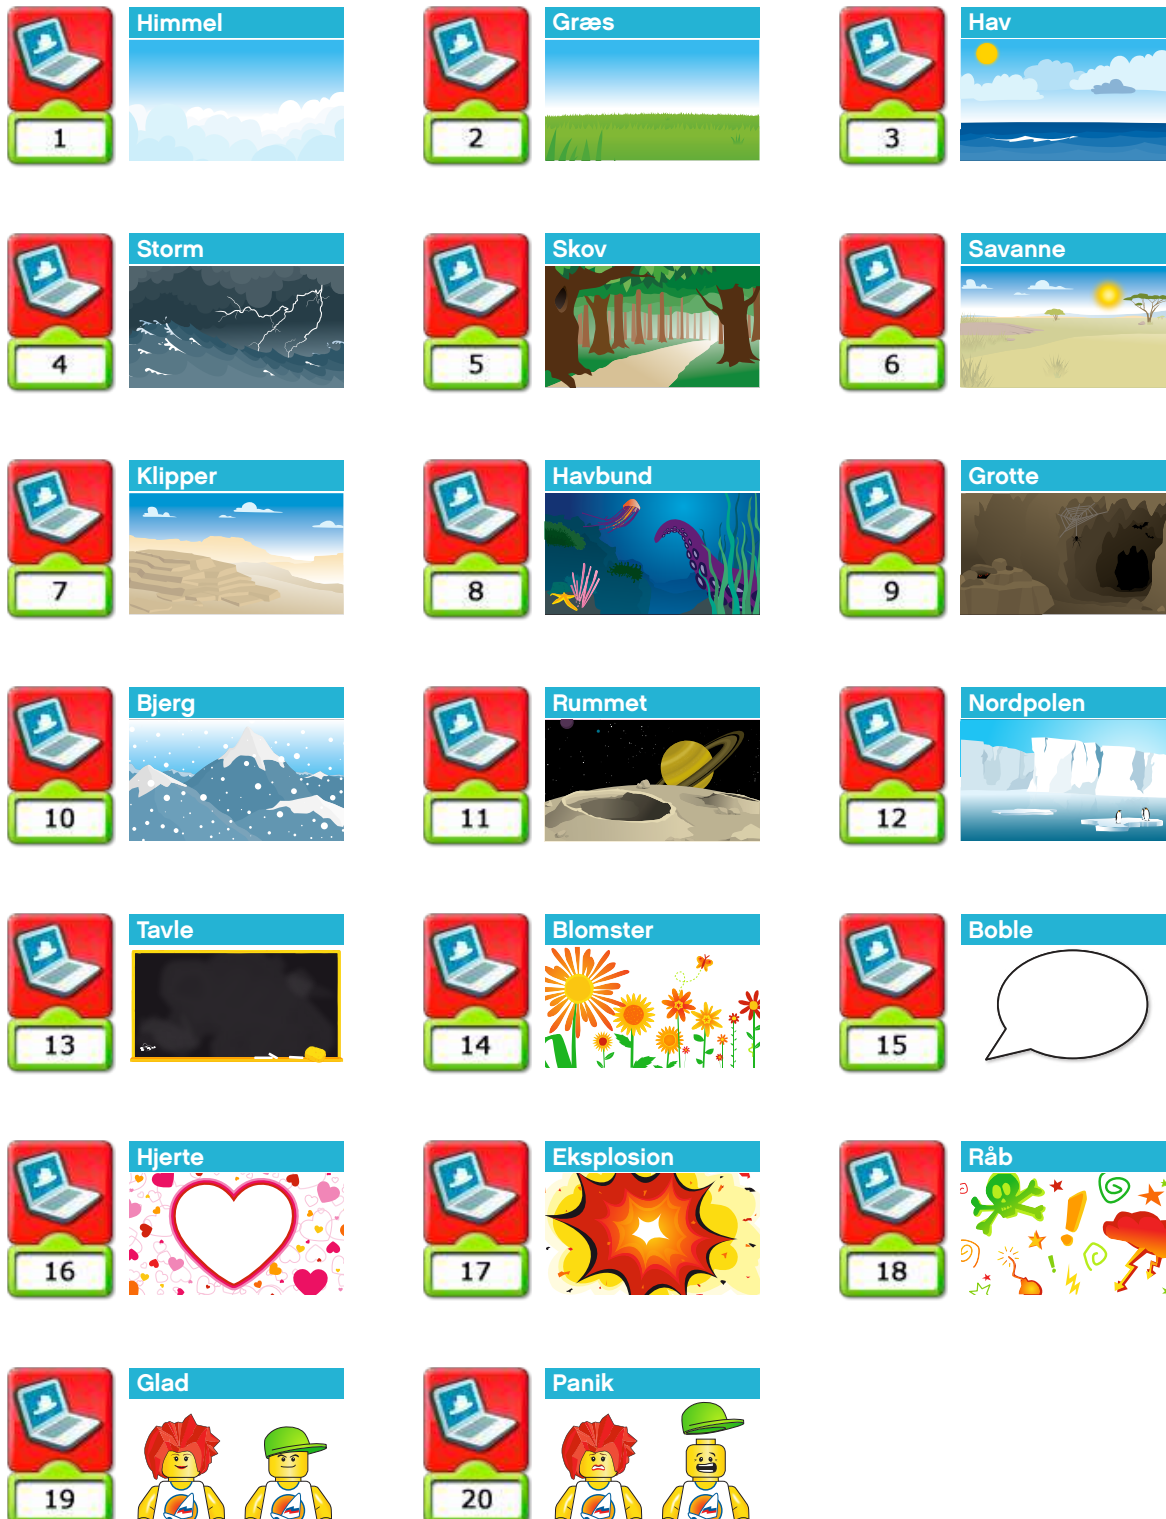 Himmel
1
Græs
2
Hav
3
Storm
4
Skov
5
Savanne
6
Klipper
7
Havbund
8
Grotte
9
Bjerg
10
Rummet
11
Nordpolen
12
Tavle
13
Blomster
14
Boble
15
Hjerte
16
Eksplosion
17
Råb
18
Glad
19
Panik
20